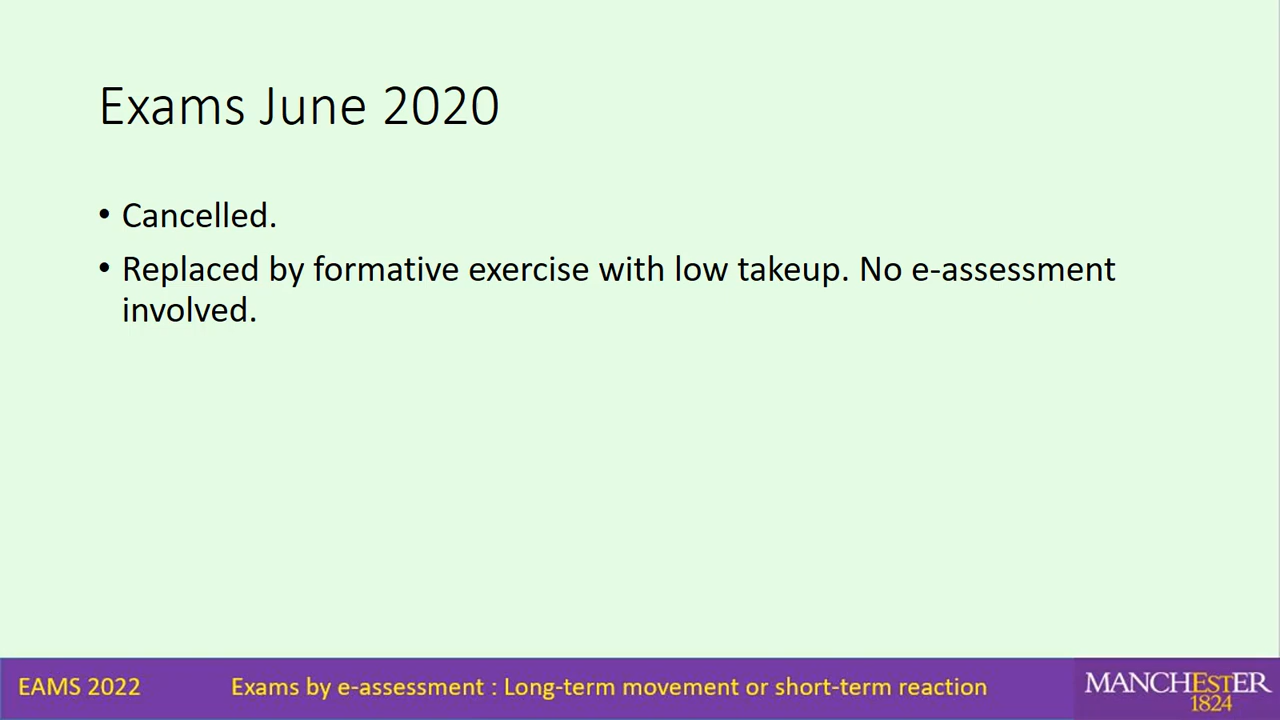 Exams June 2020
• Cancelled.
• Replaced by formative exercise with low takeup. No e-assessment
involved.
EAMS 2022
Exams by e-assessment : Long-term movement or short-term reaction
MANCHESTER
1824